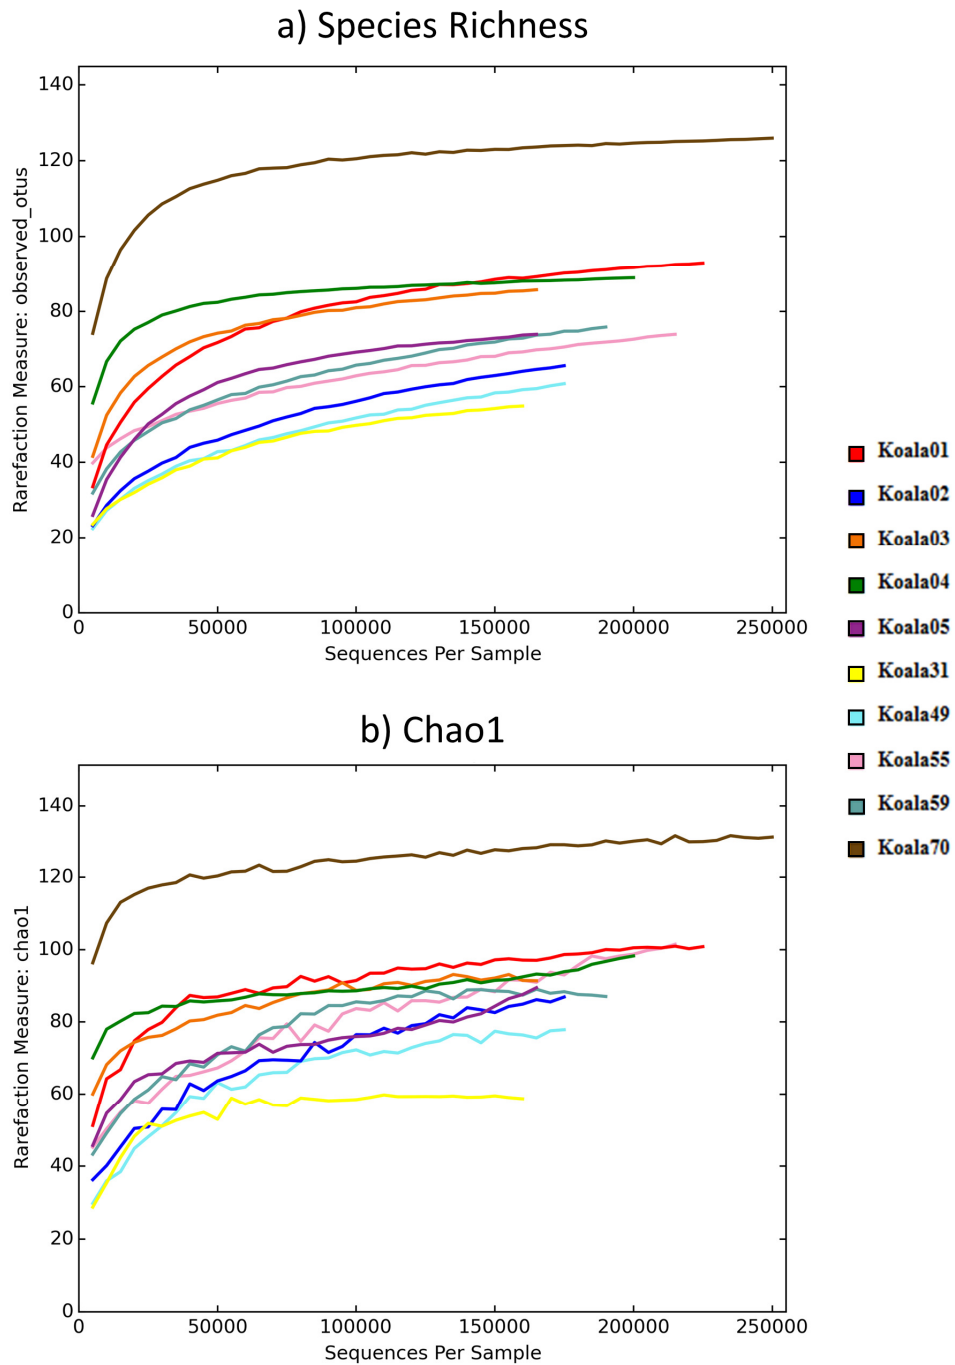 a) Species Richness
140
120
100
80
60
40
20
0
Rarefaction Measure: observed_otus
0 50000 100000 150000 200000 250000
Sequences Per Sample
Koala01
Koala02
Koala03
Koala04
Koala05
Koala31
Koala49
Koala55
Koala59
Koala70
b) Chao1
140
120
100
80
60
40
20
0
Rarefaction Measure: chao1
0 50000 100000 150000 200000 250000
Sequences Per Sample